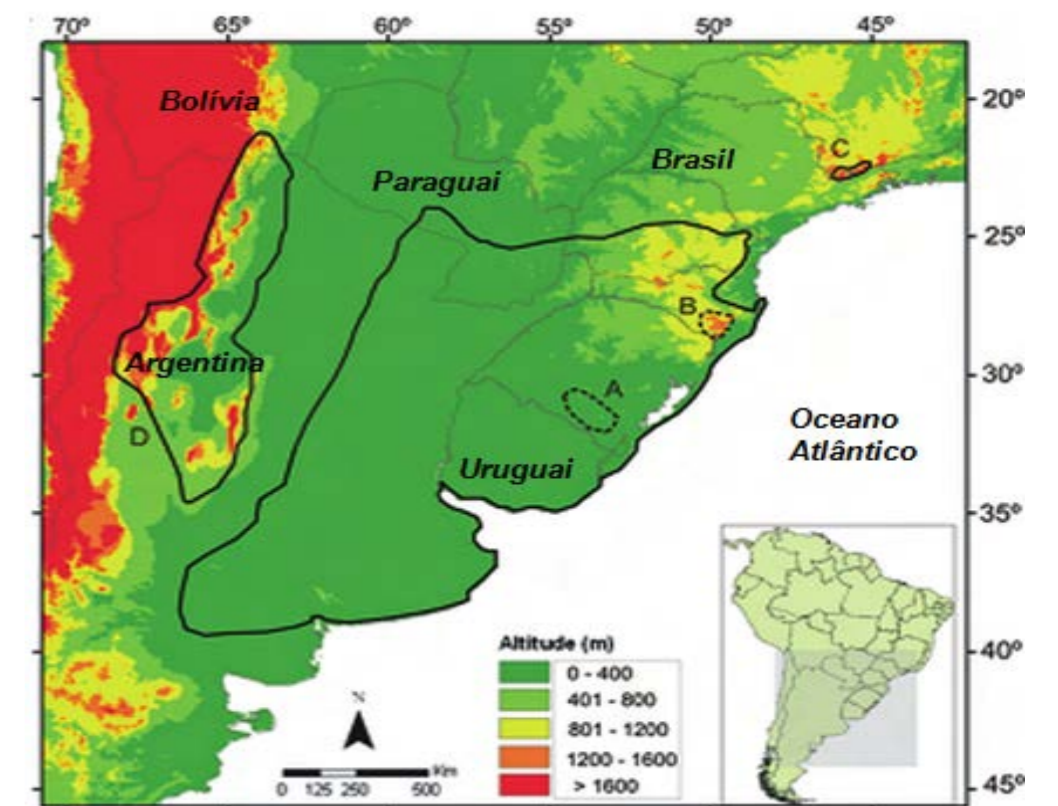 70º 65º 60º 55º 50º 45º
20º
Bolívia
Brasil
C
Paraguai
25º
B
Argentina
30º
A
Oceano
Atlântico
D
Uruguai
35º
Altitude (m)
0 - 400
401 - 800
801 - 1200
1200 - 1600
> 1600
40º
N
Km
0 125 250 500
45º